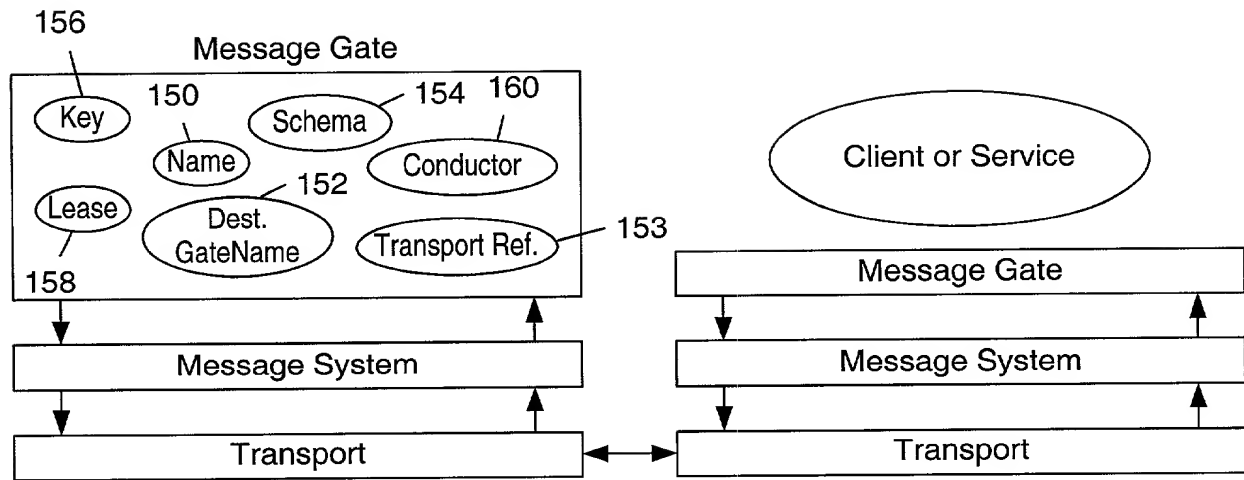 156
Message Gate
150
154
160
Key
Schema
Name
Conductor
Client or Service
152
Lease
Dest.
GateName
Transport Ref.
153
158
Message Gate
Message System
Message System
Transport
Transport